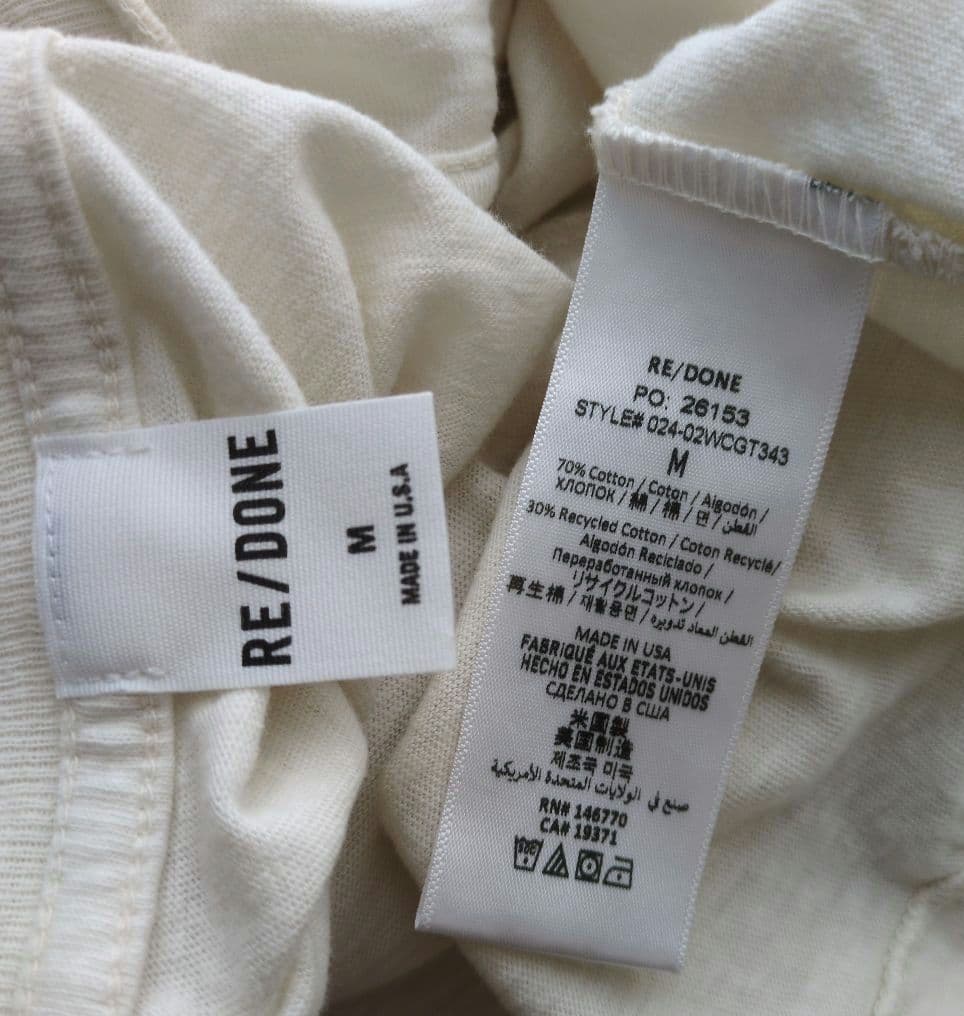 RE/DONE
M
MADE IN U.S.A
RE/DONE
PO: 26153
STYLE# 024-02WCGT343
M
70% Cotton / Coton / Algodón /
ХЛОПОК / 綿 / 棉 / 면 / القطن
30% Recycled Cotton / Coton Recyclé/
Algodón Reciclado /
Переработанный хлопок /
リサイクルコットン /
再生棉 / 재활용면 / القطن المعاد تدويره
MADE IN USA
FABRIQUÉ AUX ETATS-UNIS
HECHO EN ESTADOS UNIDOS
СДЕЛАНО В США
米国製
美国制造
제조국 미국
صنع في الولايات المتحدة الأمريكية
RN# 146770
CA# 19371